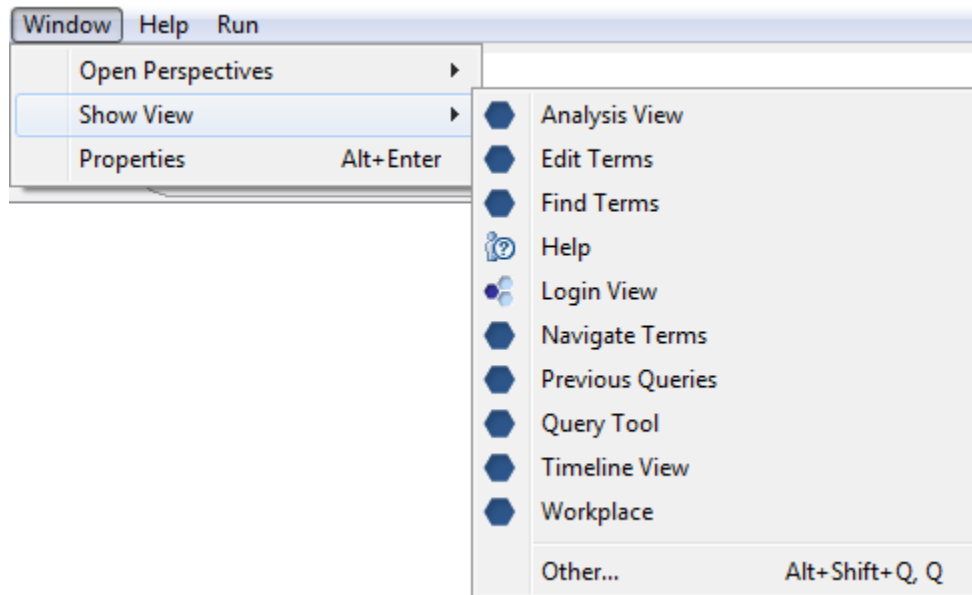 Window Help Run
Open Perspectives
Show View
Properties Alt+Enter
Analysis View
Edit Terms
Find Terms
Help
Login View
Navigate Terms
Previous Queries
Query Tool
Timeline View
Workplace
Other... Alt+Shift+Q, Q